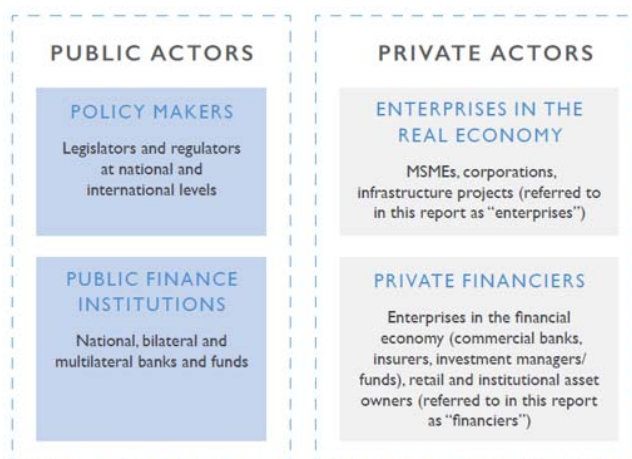 PUBLIC ACTORS
POLICY MAKERS
Legislators and regulators
at national and
international levels
PUBLIC FINANCE
INSTITUTIONS
National, bilateral and
multilateral banks and funds
PRIVATE ACTORS
ENTERPRISES IN THE
REAL ECONOMY
MSMEs, corporations,
infrastructure projects (referred to
in this report as “enterprises”)
PRIVATE FINANCIERS
Enterprises in the financial
economy (commercial banks,
insurers, investment managers/
funds), retail and institutional asset
owners (referred to in this report
as “financiers”)